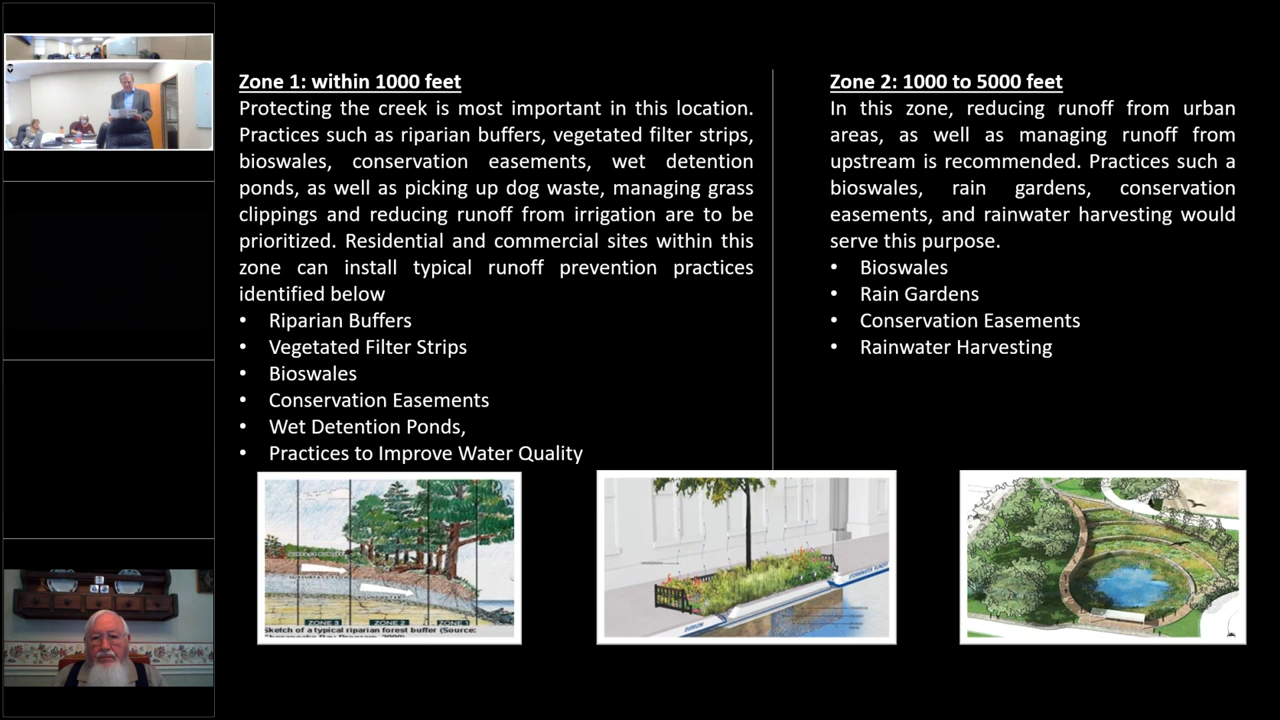 Zone 1: within 1000 feet
Protecting the creek is most important in this location.
Practices such as riparian buffers, vegetated filter strips,
bioswales, conservation easements, wet detention
ponds, as well as picking up dog waste, managing grass
clippings and reducing runoff from irrigation are to be
prioritized. Residential and commercial sites within this
zone can install typical runoff prevention practices
identified below
• Riparian Buffers
• Vegetated Filter Strips
• Bioswales
• Conservation Easements
• Wet Detention Ponds,
• Practices to Improve Water Quality
Zone 2: 1000 to 5000 feet
In this zone, reducing runoff from urban
areas, as well as managing runoff from
upstream is recommended. Practices such a
bioswales, rain gardens, conservation
easements, and rainwater harvesting would
serve this purpose.
• Bioswales
• Rain Gardens
• Conservation Easements
• Rainwater Harvesting
ZONE 3 ZONE 2 ZONE 1
Sketch of a typical riparian forest buffer (Source:
OVERFLOW
STORMWATER RUNOFF